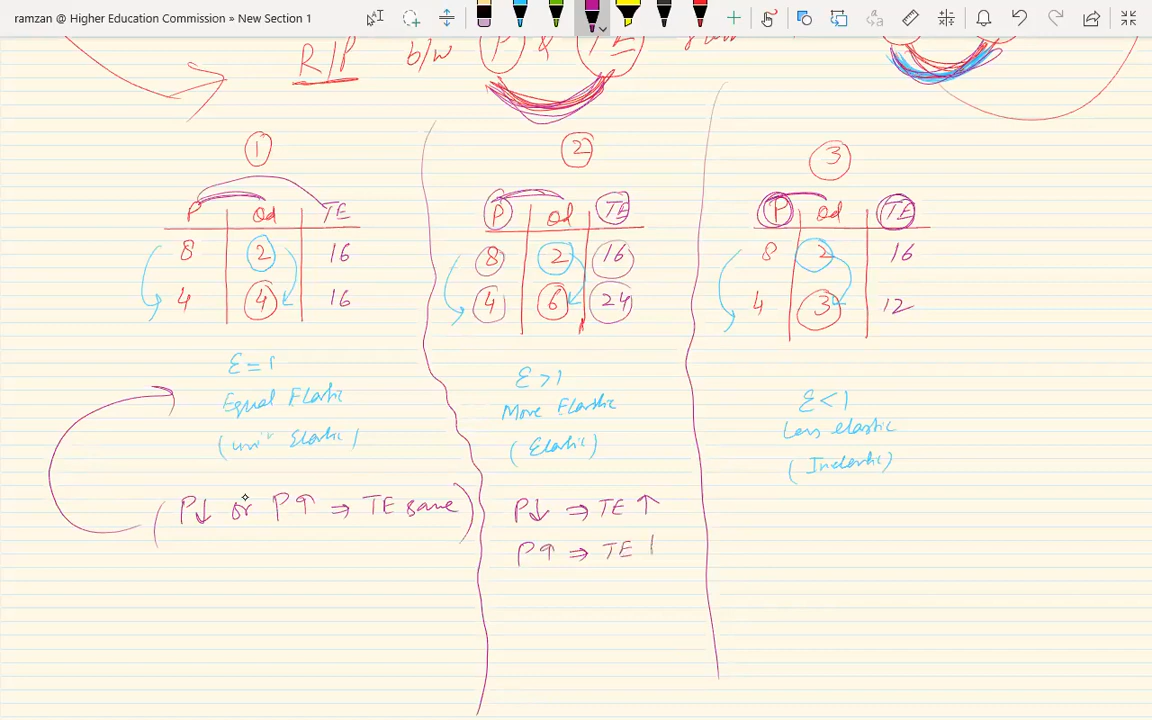 ramzan @ Higher Education Commission » New Section 1
R/P b/w P & TE
1
P Qd TE
8 2 16
4 4 16
ε = 1
Equal Elastic
(unit Elastic)
(P↓ or P↑ ⇒ TE same)
2
P Qd TE
8 2 16
4 6 24
ε > 1
More Elastic
(Elastic)
P↓ ⇒ TE ↑
P↑ ⇒ TE
3
P Qd TE
8 2 16
4 3 12
ε < 1
Less elastic
(Inelastic)